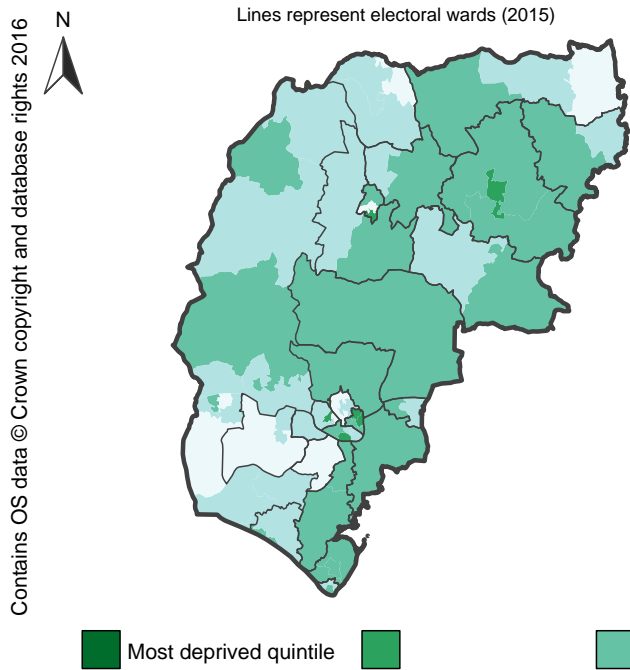 Lines represent electoral wards (2015)
N
Contains OS data © Crown copyright and database rights 2016
Most deprived quintile